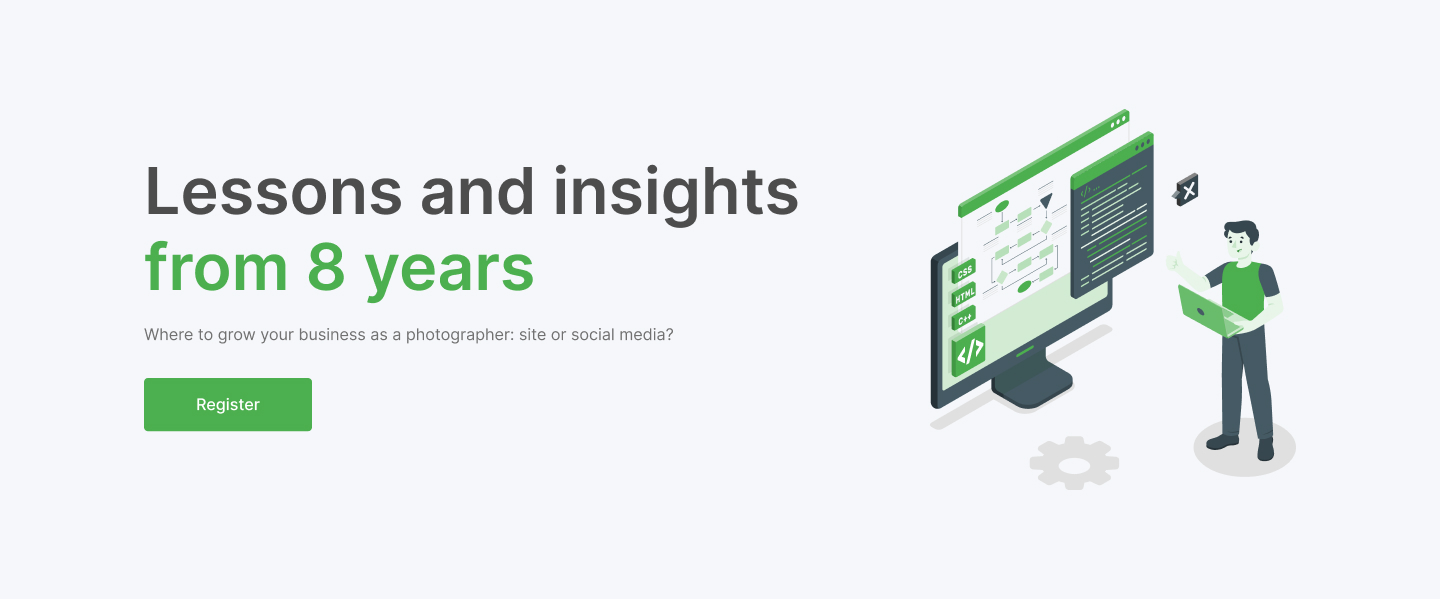 Lessons and insights
from 8 years
Where to grow your business as a photographer: site or social media?
Register
</> ...
CSS
HTML
C++
</>
X